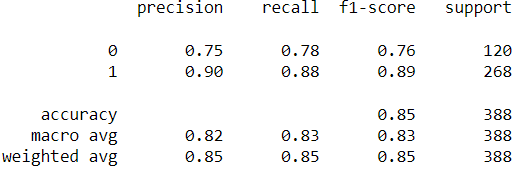 precision recall f1-score support
0 0.75 0.78 0.76 120
1 0.90 0.88 0.89 268
accuracy 0.85 388
macro avg 0.82 0.83 0.83 388
weighted avg 0.85 0.85 0.85 388